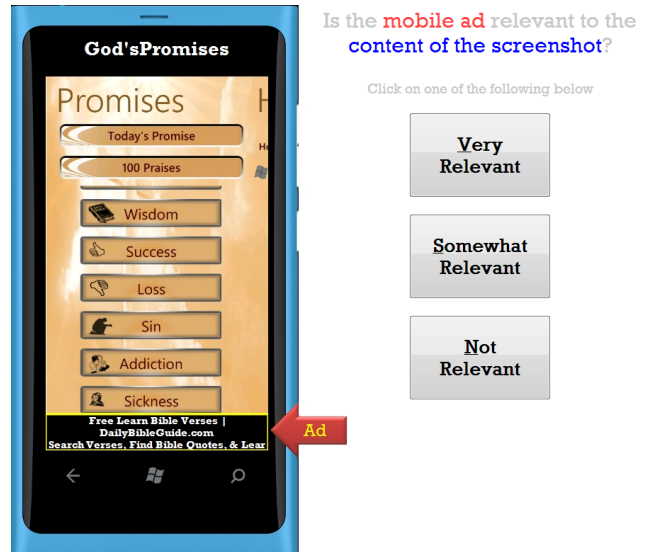 God'sPromises
Promises
H
Today's Promise
Ho
100 Praises
Wisdom
Success
Loss
Sin
Addiction
Sickness
Free Learn Bible Verses |
DailyBibleGuide.com
Search Verses, Find Bible Quotes, & Lear
Ad
Is the mobile ad relevant to the
content of the screenshot?
Click on one of the following below
Very
Relevant
Somewhat
Relevant
Not
Relevant